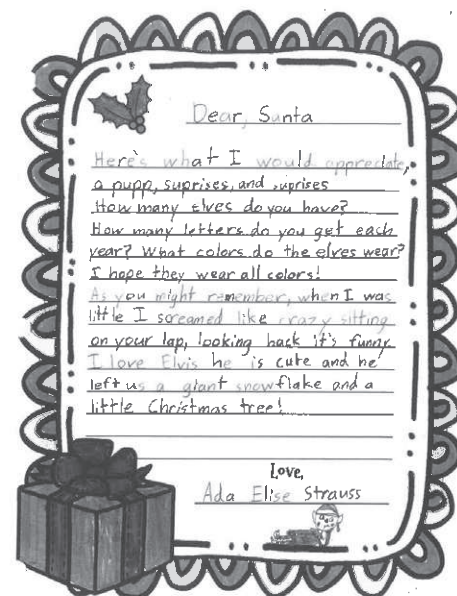 Dear, Santa
Here's what I would appreciate,
a pupp, suprises, and suprises
How many elves do you have?
How many letters do you get each
year? What colors do the elves wear?
I hope they wear all colors!
As you might remember, when I was
little I screamed like crazy sitting
on your lap, looking back it's funny
I love Elvis he is cute and he
left us a giant snowflake and a
little Christmas tree!
Love,
Ada Elise Strauss